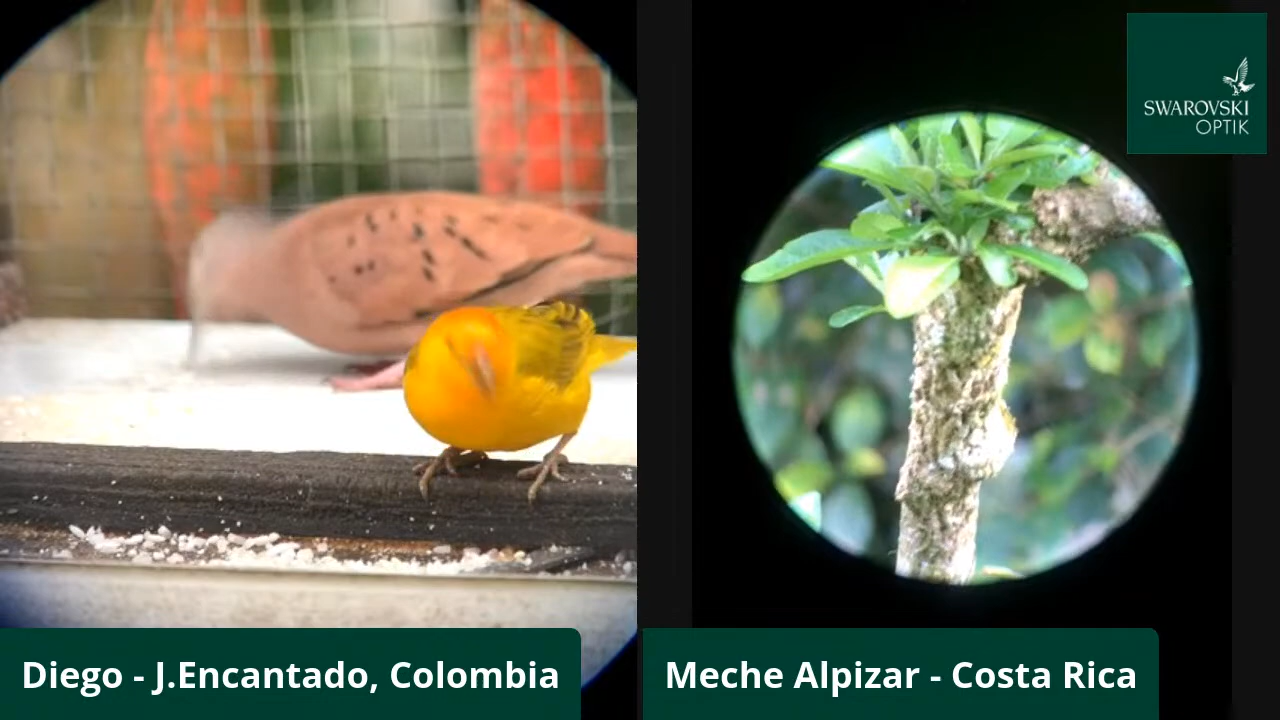 SWAROVSKI
OPTIK
Diego - J.Encantado, Colombia
Meche Alpizar - Costa Rica